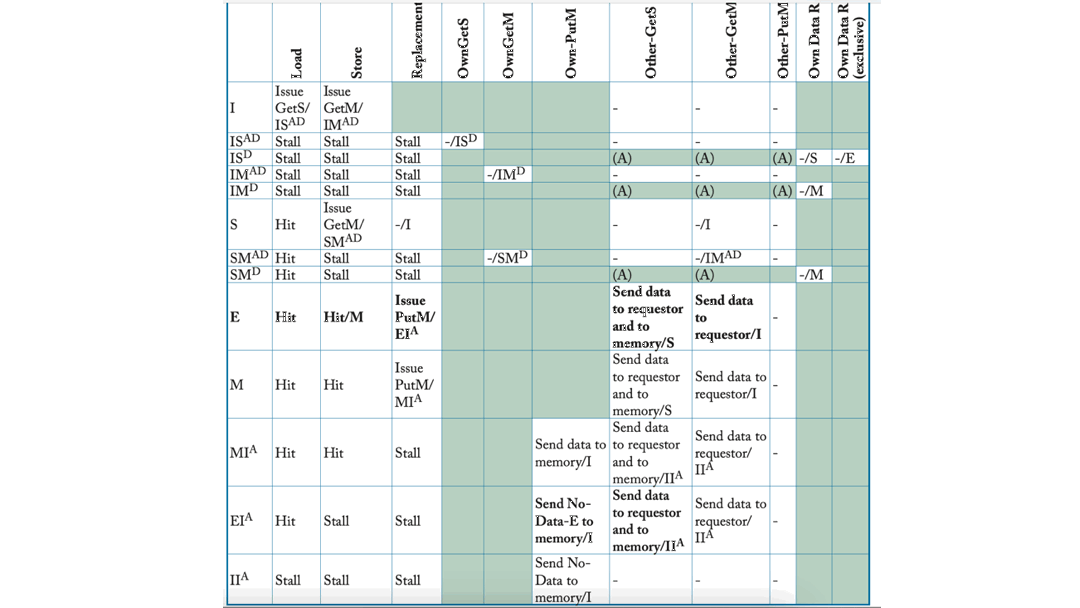 Load Store Replacement OwnGetS OwnGetM Own-PutM Other-GetS Other-GetM Other-PutM Own Data R Own Data R (exclusive)
I Issue GetS/ IS^AD Issue GetM/ IM^AD - - -
IS^AD Stall Stall Stall -/IS^D - - -
IS^D Stall Stall Stall (A) (A) (A) -/S -/E
IM^AD Stall Stall Stall -/IM^D - - -
IM^D Stall Stall Stall (A) (A) (A) -/M
S Hit Issue GetM/ SM^AD -/I - -/I -
SM^AD Hit Stall Stall -/SM^D - -/IM^AD -
SM^D Hit Stall Stall (A) (A) -/M
E Hit Hit/M Issue PutM/ EI^A Send data to requestor and to memory/S Send data to requestor/I -
M Hit Hit Issue PutM/ MI^A Send data to requestor and to memory/S Send data to requestor/I -
MI^A Hit Hit Stall Send data to memory/I Send data to requestor and to memory/II^A Send data to requestor/ II^A -
EI^A Hit Stall Stall Send No-Data-E to memory/I Send data to requestor and to memory/II^A Send data to requestor/ II^A -
II^A Stall Stall Stall Send No-Data to memory/I - - -